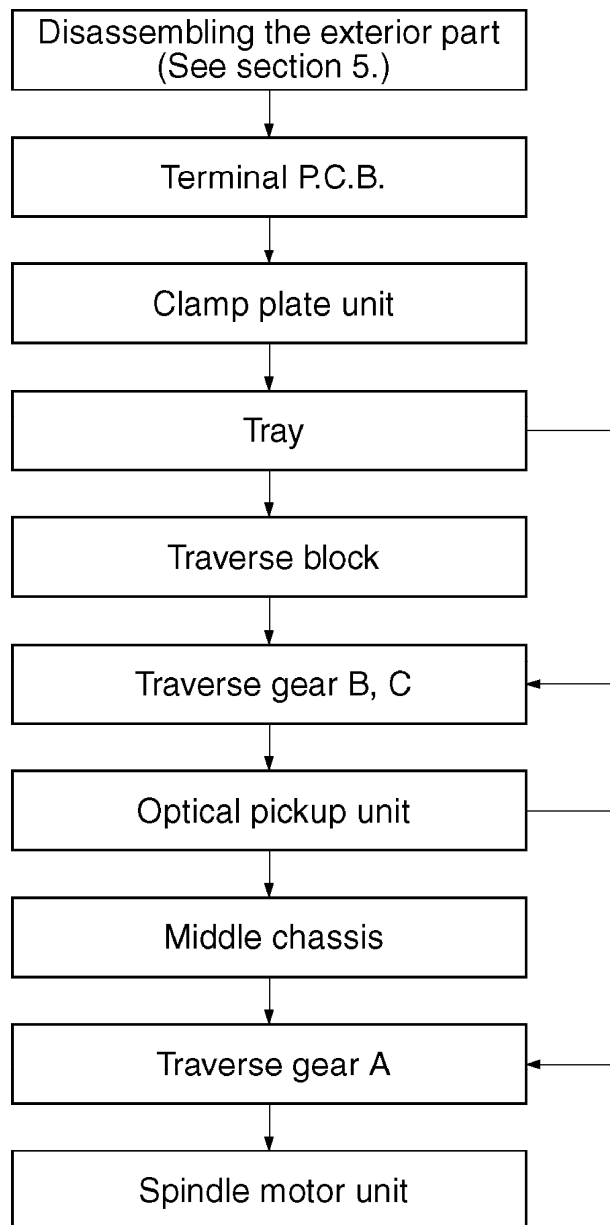 Disassembling the exterior part
(See section 5.)
Terminal P.C.B.
Clamp plate unit
Tray
Traverse block
Traverse gear B, C
Optical pickup unit
Middle chassis
Traverse gear A
Spindle motor unit